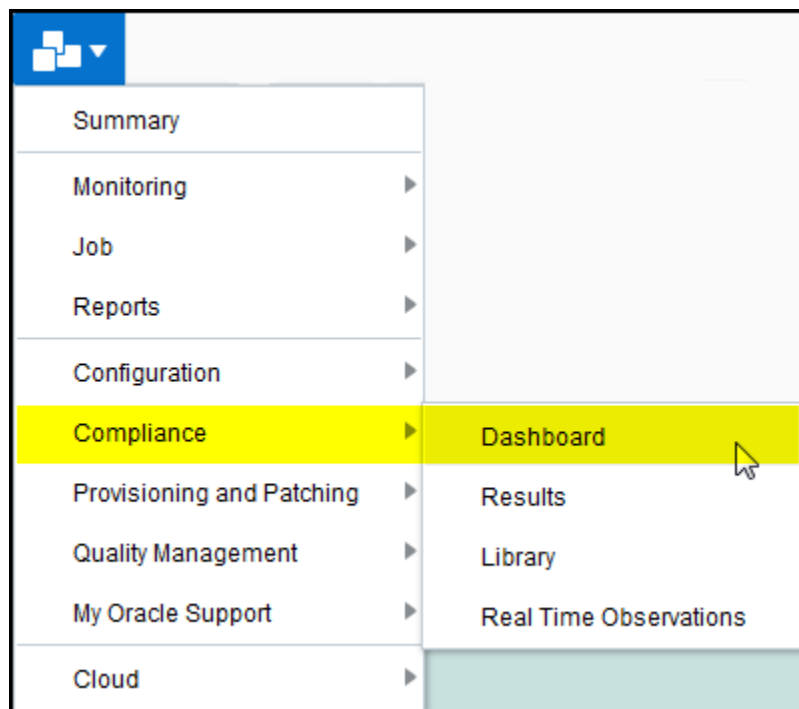 Summary
Monitoring
Job
Reports
Configuration
Compliance
Provisioning and Patching
Quality Management
My Oracle Support
Cloud
Dashboard
Results
Library
Real Time Observations